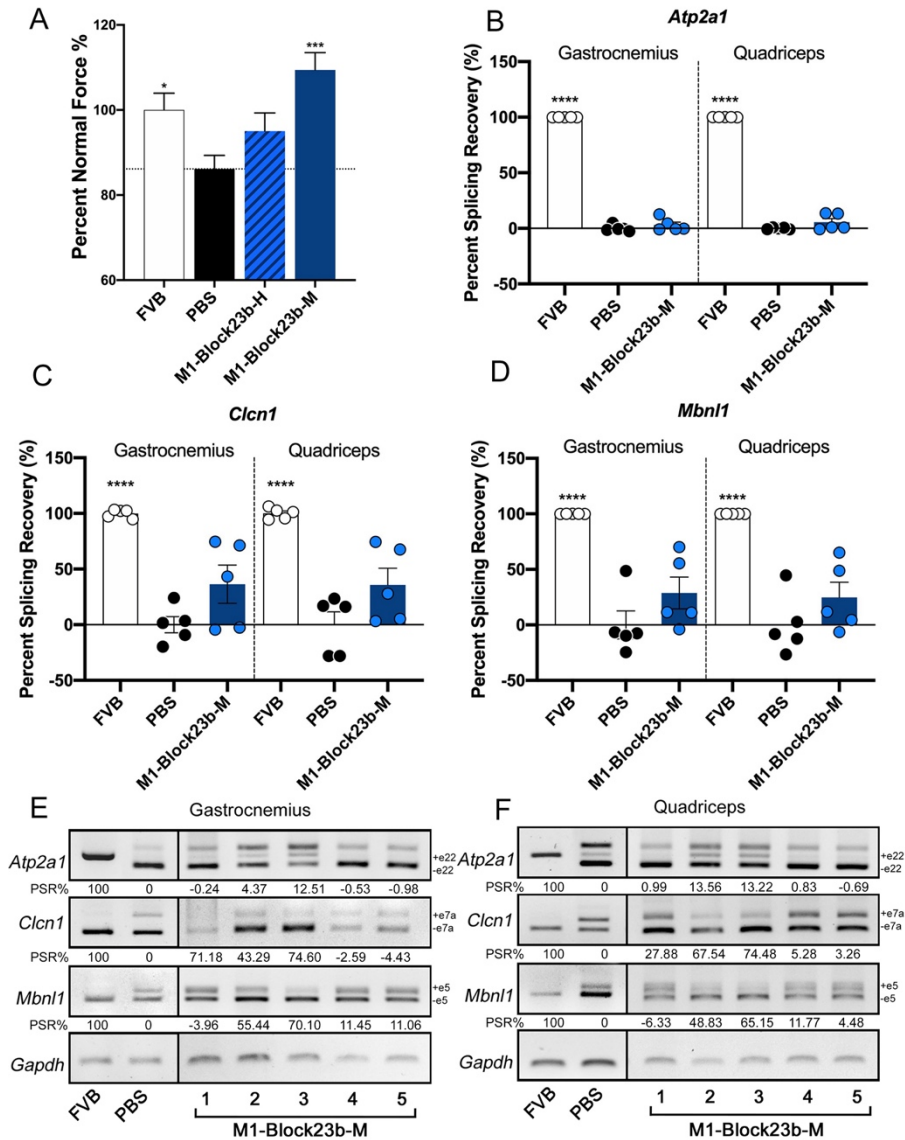 A
Percent Normal Force %
120
100
80
60
*
***
FVB
PBS
M1-Block23b-H
M1-Block23b-M
B
Atp2a1
Gastrocnemius
Quadriceps
Percent Splicing Recovery (%)
150
100
50
0
-50
****
****
FVB
PBS
M1-Block23b-M
FVB
PBS
M1-Block23b-M
C
Clcn1
Gastrocnemius
Quadriceps
Percent Splicing Recovery (%)
150
100
50
0
-50
****
****
FVB
PBS
M1-Block23b-M
FVB
PBS
M1-Block23b-M
D
Mbnl1
Gastrocnemius
Quadriceps
Percent Splicing Recovery (%)
150
100
50
0
-50
****
****
FVB
PBS
M1-Block23b-M
FVB
PBS
M1-Block23b-M
E
Gastrocnemius
Atp2a1
+e22
-e22
PSR% 100 0 -0.24 4.37 12.51 -0.53 -0.98
Clcn1
+e7a
-e7a
PSR% 100 0 71.18 43.29 74.60 -2.59 -4.43
Mbnl1
+e5
-e5
PSR% 100 0 -3.96 55.44 70.10 11.45 11.06
Gapdh
FVB PBS 1 2 3 4 5
M1-Block23b-M
F
Quadriceps
Atp2a1
+e22
-e22
PSR% 100 0 0.99 13.56 13.22 0.83 -0.69
Clcn1
+e7a
-e7a
PSR% 100 0 27.88 67.54 74.48 5.28 3.26
Mbnl1
+e5
-e5
PSR% 100 0 -6.33 48.83 65.15 11.77 4.48
Gapdh
FVB PBS 1 2 3 4 5
M1-Block23b-M